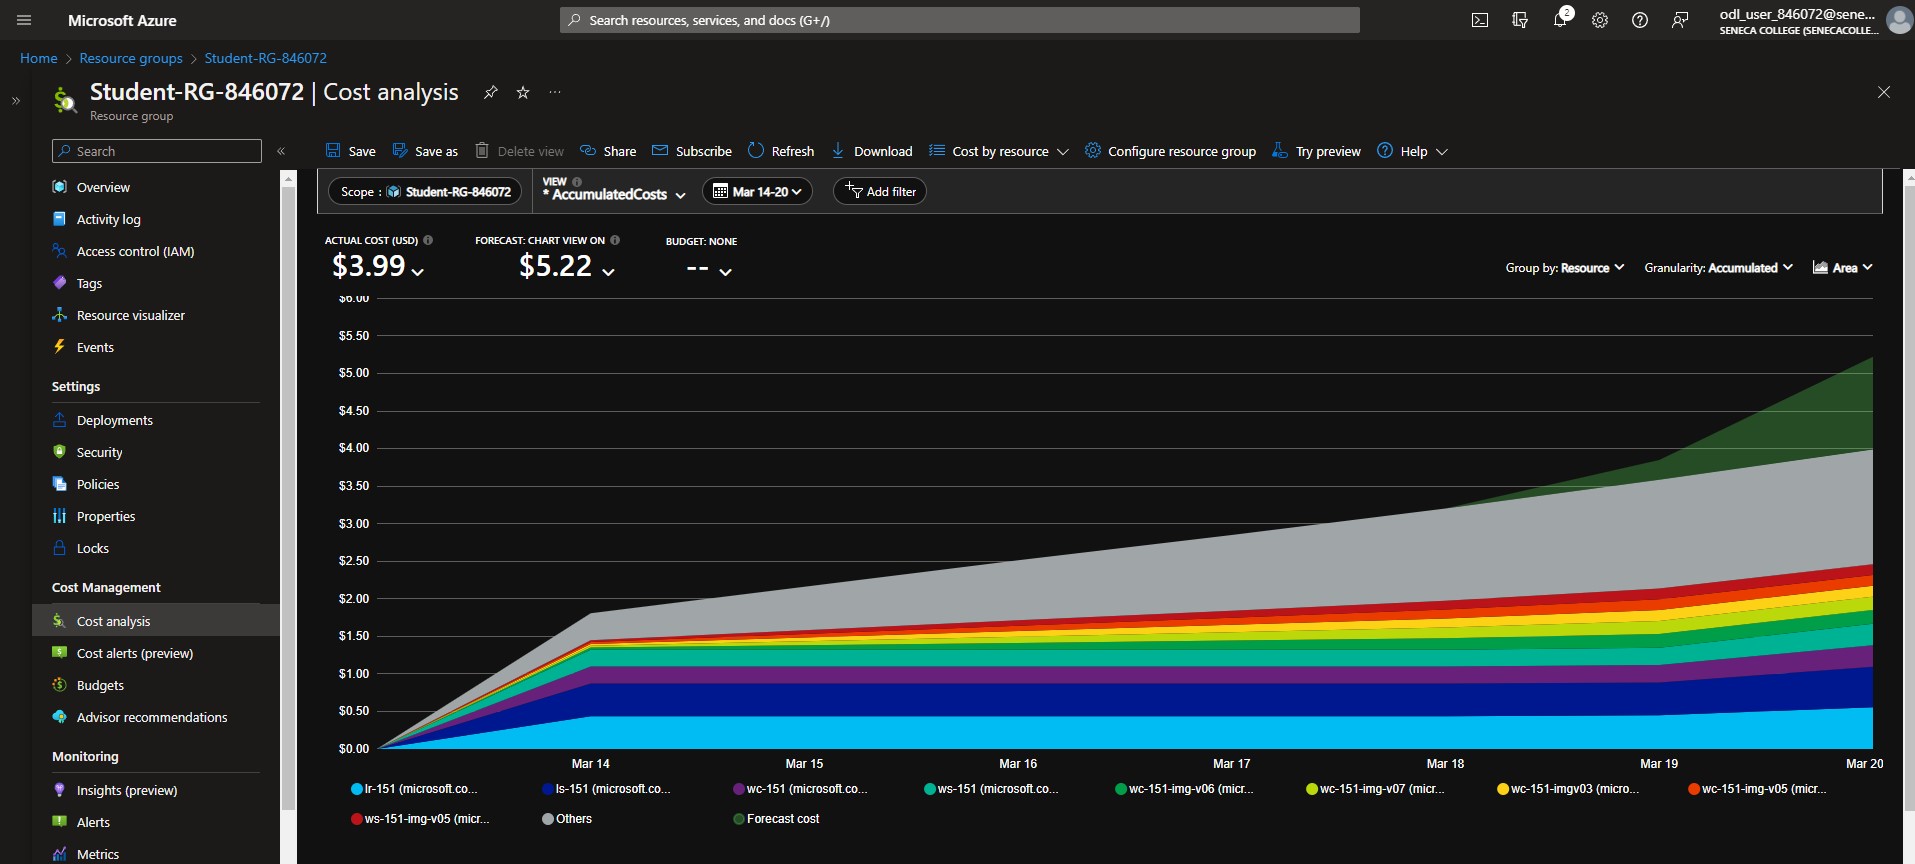 Microsoft Azure
Search resources, services, and docs (G+/)
2
odl_user_846072@sene...
SENECA COLLEGE (SENECACOLLE...
Home > Resource groups > Student-RG-846072
Student-RG-846072 | Cost analysis
Resource group
Search
Save Save as Delete view Share Subscribe Refresh Download Cost by resource Configure resource group Try preview Help
Overview
Activity log
Access control (IAM)
Tags
Resource visualizer
Events
Settings
Deployments
Security
Policies
Properties
Locks
Cost Management
Cost analysis
Cost alerts (preview)
Budgets
Advisor recommendations
Monitoring
Insights (preview)
Alerts
Metrics
Scope : Student-RG-846072
VIEW
* AccumulatedCosts
Mar 14-20
Add filter
ACTUAL COST (USD)
$3.99
FORECAST: CHART VIEW ON
$5.22
BUDGET: NONE
--
Group by: Resource
Granularity: Accumulated
Area
$6.00
$5.50
$5.00
$4.50
$4.00
$3.50
$3.00
$2.50
$2.00
$1.50
$1.00
$0.50
$0.00
Mar 14 Mar 15 Mar 16 Mar 17 Mar 18 Mar 19 Mar 20
lr-151 (microsoft.co... ls-151 (microsoft.co... wc-151 (microsoft.co... ws-151 (microsoft.co... wc-151-img-v06 (micr... wc-151-img-v07 (micr... wc-151-imgv03 (micro... wc-151-img-v05 (micr...
ws-151-img-v05 (micr... Others Forecast cost